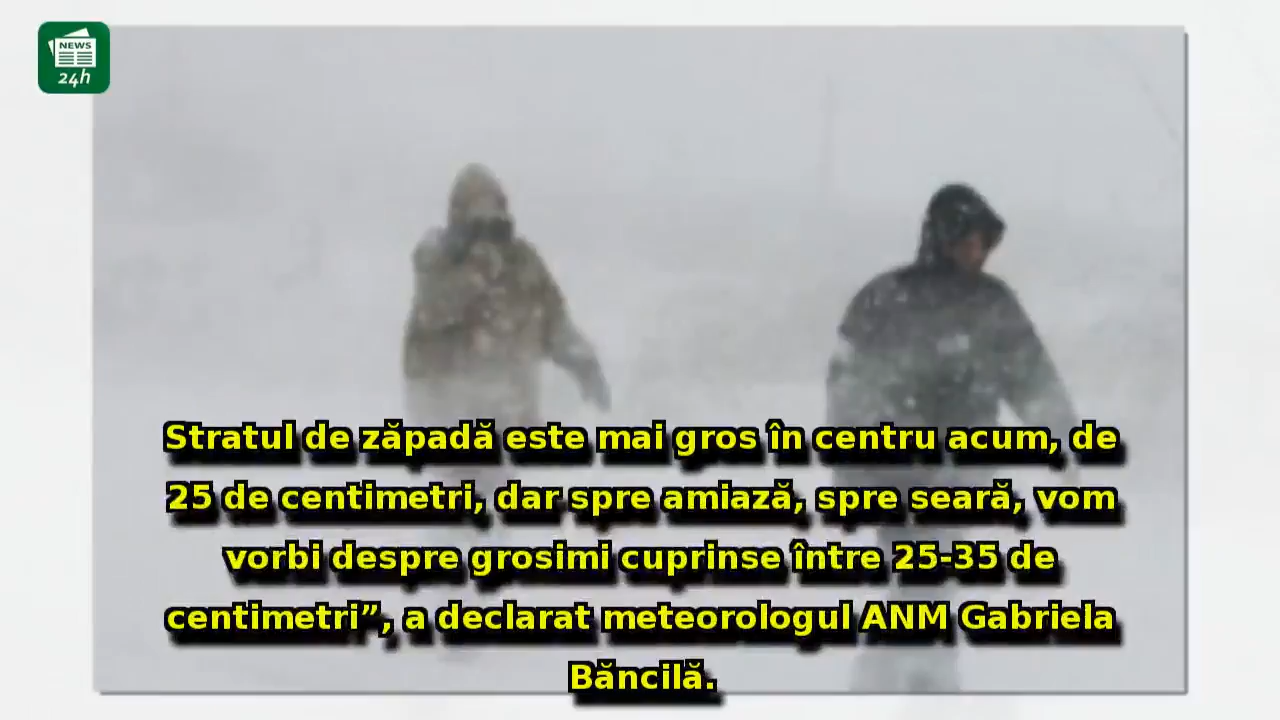 NEWS
24h
Stratul de zăpadă este mai gros în centru acum, de
25 de centimetri, dar spre amiază, spre seară, vom
vorbi despre grosimi cuprinse între 25-35 de
centimetri”, a declarat meteorologul ANM Gabriela
Băncilă.